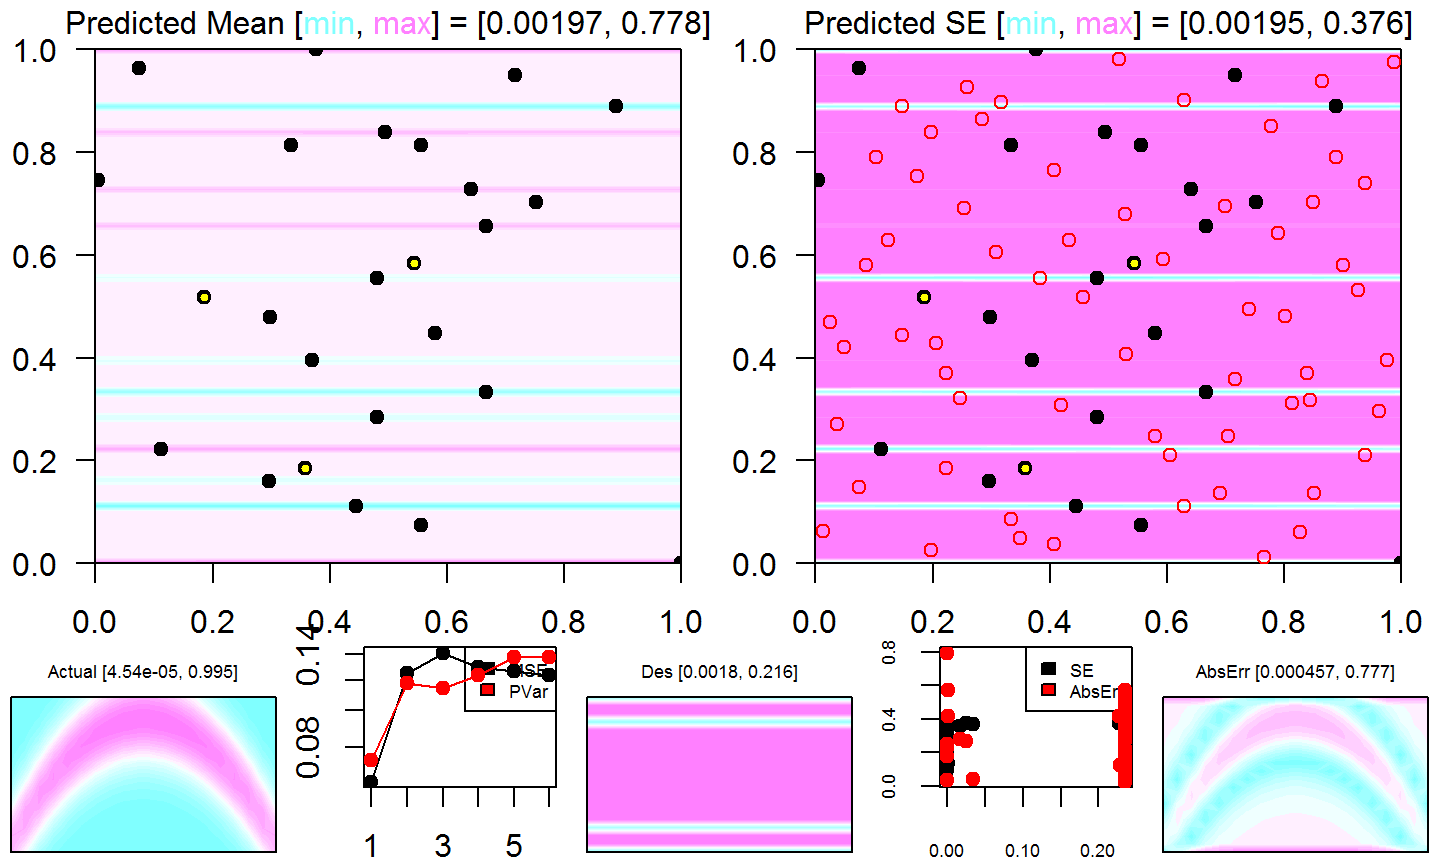 Predicted Mean [min, max] = [0.00197, 0.778]
Predicted SE [min, max] = [0.00195, 0.376]
1.0
0.8
0.6
0.4
0.2
0.0
0.0 0.2 0.4 0.6 0.8 1.0
1.0
0.8
0.6
0.4
0.2
0.0
0.0 0.2 0.4 0.6 0.8 1.0
Actual [4.54e-05, 0.995]
0.14
0.08
MSE
PVar
1 3 5
Des [0.0018, 0.216]
0.8
0.4
0.0
SE
AbsErr
0.00 0.10 0.20
AbsErr [0.000457, 0.777]